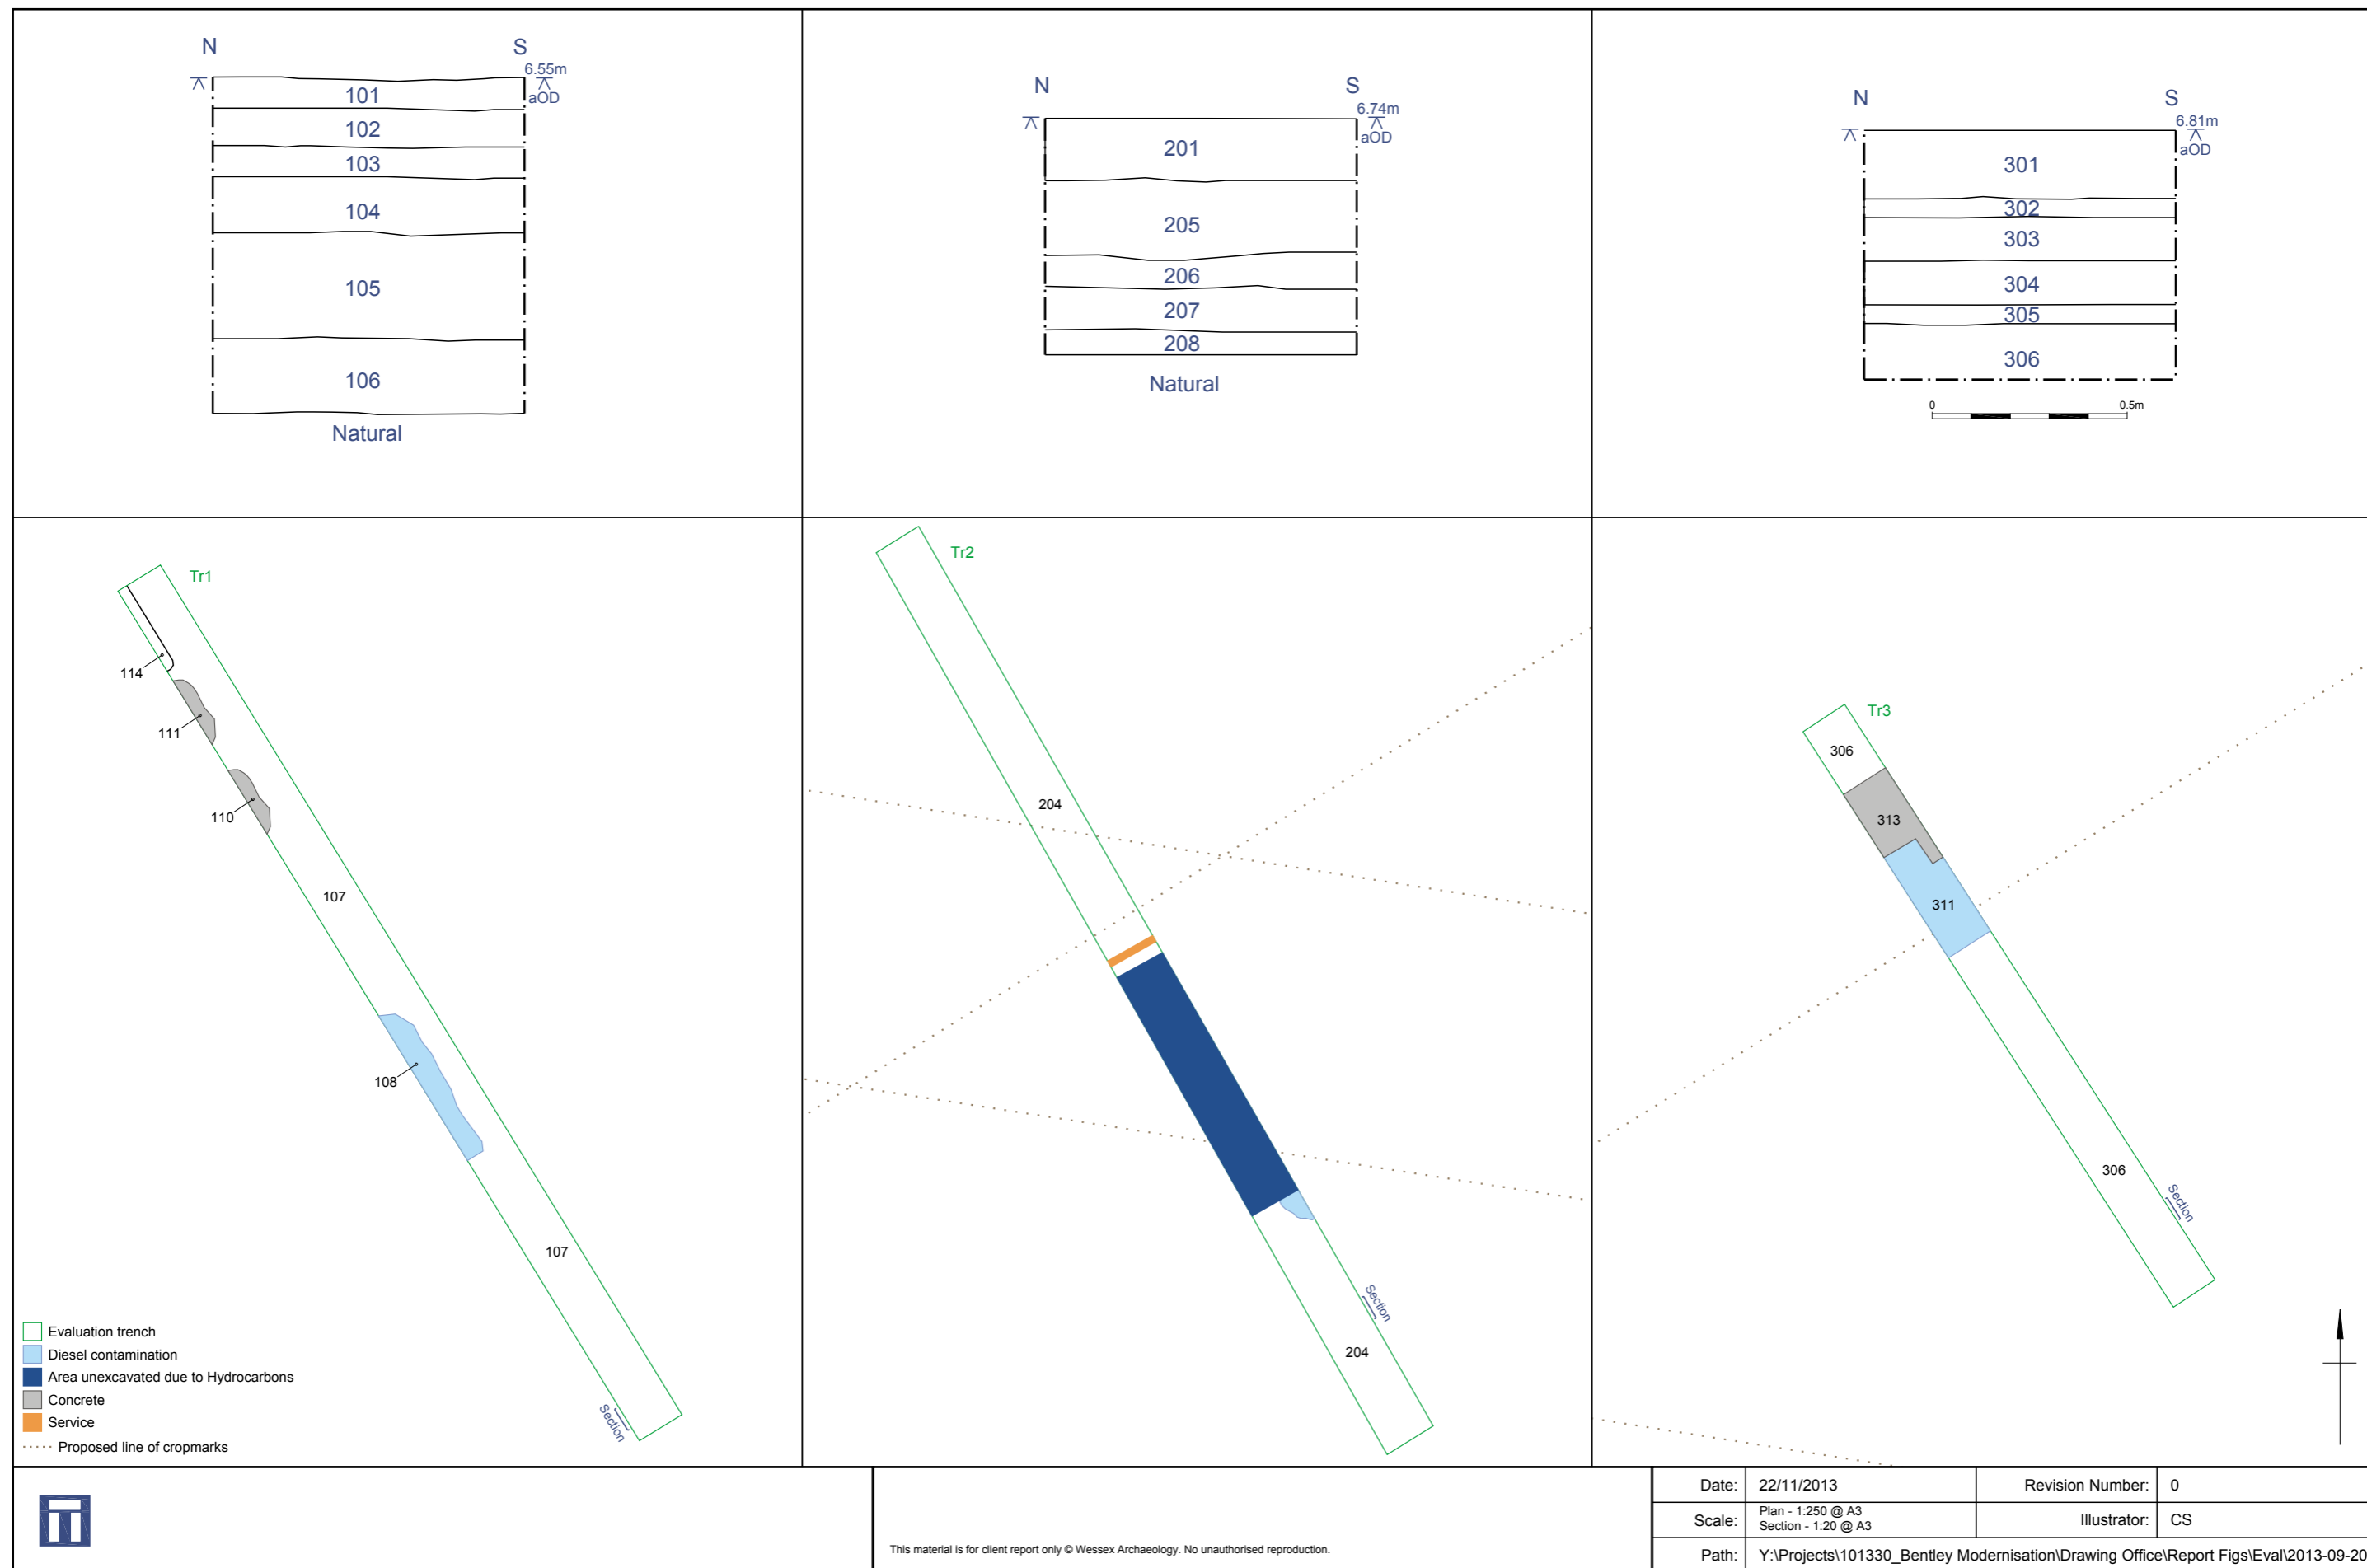 N S
6.55m
aOD
101
102
103
104
105
106
Natural
N S
6.74m
aOD
201
205
206
207
208
Natural
N S
6.81m
aOD
301
302
303
304
305
306
0 0.5m
Tr1
114
111
110
107
108
107
Section
Tr2
204
Section
204
Tr3
306
313
311
306
Section
Evaluation trench
Diesel contamination
Area unexcavated due to Hydrocarbons
Concrete
Service
Proposed line of cropmarks
This material is for client report only © Wessex Archaeology. No unauthorised reproduction.
Date: 22/11/2013 Revision Number: 0
Scale: Plan - 1:250 @ A3
Section - 1:20 @ A3
Illustrator: CS
Path: Y:\Projects\101330_Bentley Modernisation\Drawing Office\Report Figs\Eval\2013-09-20